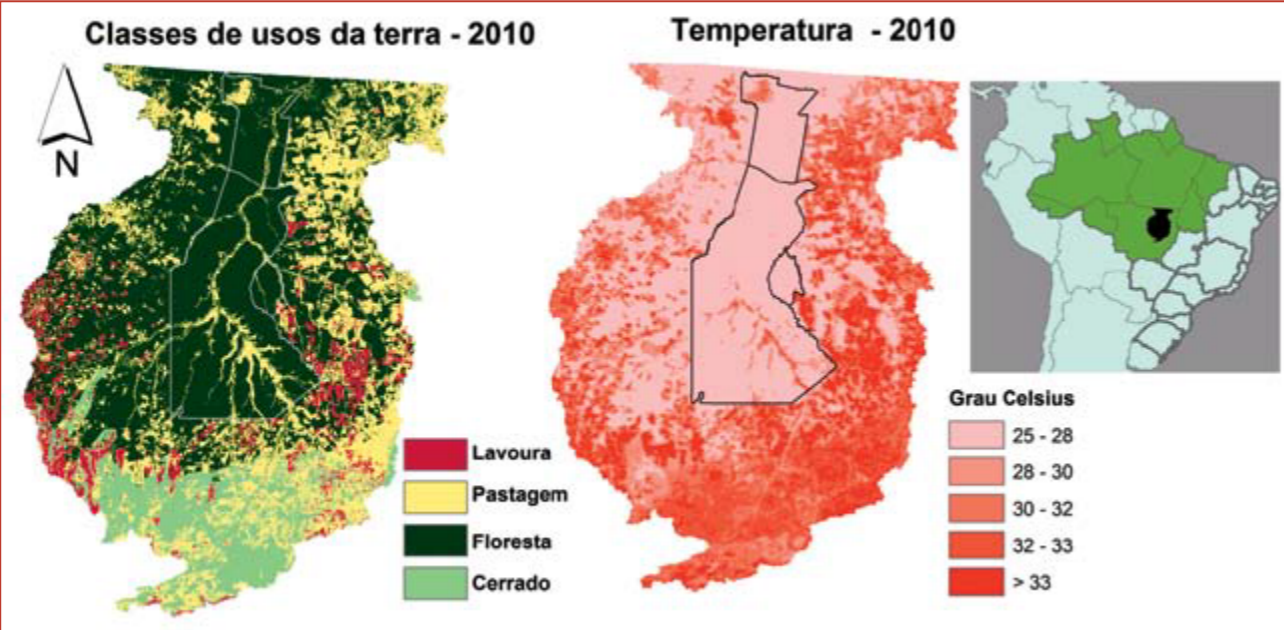 Classes de usos da terra - 2010
Temperatura - 2010
N
Lavoura
Pastagem
Floresta
Cerrado
Grau Celsius
25 - 28
28 - 30
30 - 32
32 - 33
> 33